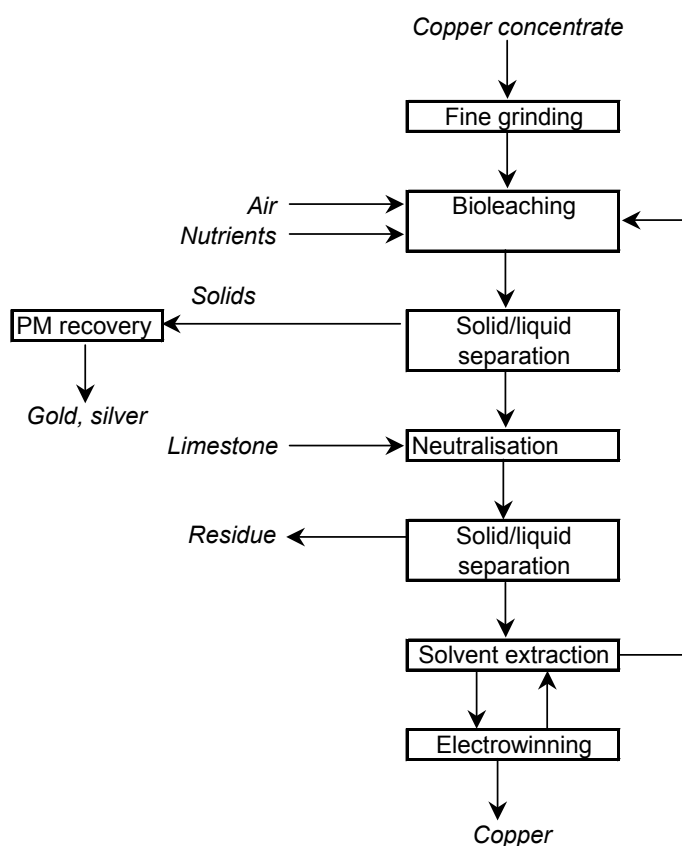 Copper concentrate
Fine grinding
Air
Bioleaching
Nutrients
Solids
PM recovery
Solid/liquid
separation
Gold, silver
Limestone
Neutralisation
Residue
Solid/liquid
separation
Solvent extraction
Electrowinning
Copper